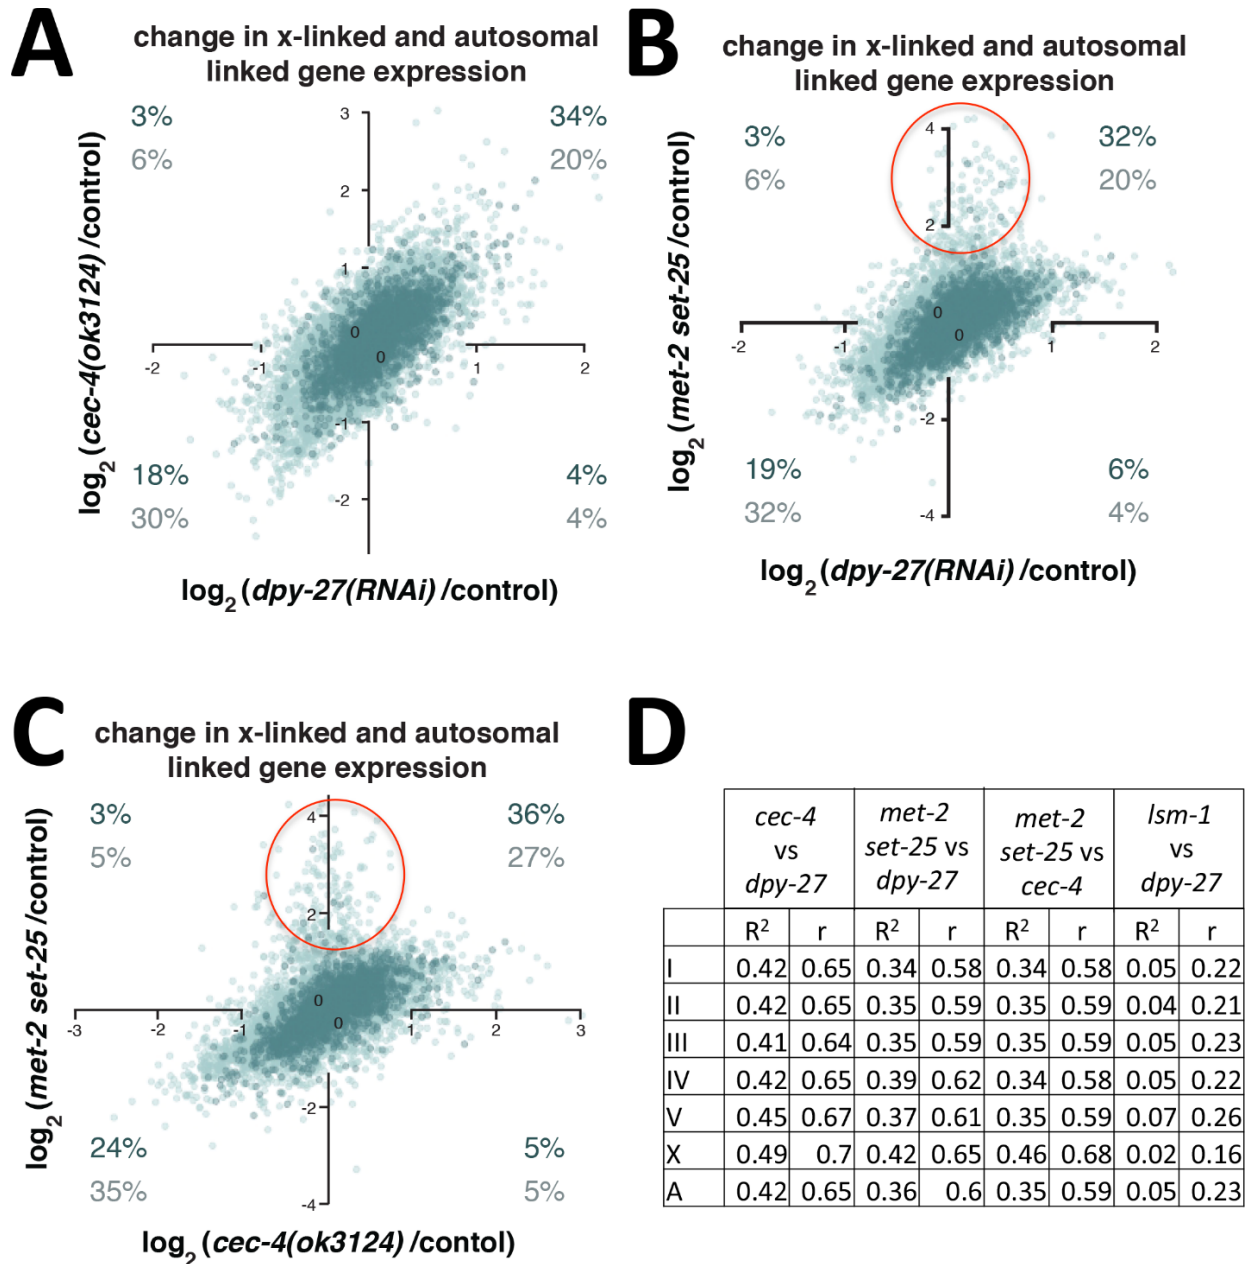 A
change in x-linked and autosomal
linked gene expression
3%
6%
34%
20%
log2 (cec-4(ok3124) /control)
3
2
1
0
0
-2
-1
1
2
-1
-2
18%
30%
4%
4%
log2 (dpy-27(RNAi) /control)
B
change in x-linked and autosomal
linked gene expression
3%
6%
32%
20%
log2 (met-2 set-25 /control)
4
2
0
0
-2
-1
1
2
-2
-4
19%
32%
6%
4%
log2 (dpy-27(RNAi) /control)
C
change in x-linked and autosomal
linked gene expression
3%
5%
36%
27%
log2 (met-2 set-25 /control)
4
2
0
0
-3
-2
-1
1
2
3
-2
-4
24%
35%
5%
5%
log2 (cec-4(ok3124) /contol)
D
cec-4 vs dpy-27 met-2 set-25 vs dpy-27 met-2 set-25 vs cec-4 lsm-1 vs dpy-27
R2 r R2 r R2 r R2 r
I 0.42 0.65 0.34 0.58 0.34 0.58 0.05 0.22
II 0.42 0.65 0.35 0.59 0.35 0.59 0.04 0.21
III 0.41 0.64 0.35 0.59 0.35 0.59 0.05 0.23
IV 0.42 0.65 0.39 0.62 0.34 0.58 0.05 0.22
V 0.45 0.67 0.37 0.61 0.35 0.59 0.07 0.26
X 0.49 0.7 0.42 0.65 0.46 0.68 0.02 0.16
A 0.42 0.65 0.36 0.6 0.35 0.59 0.05 0.23